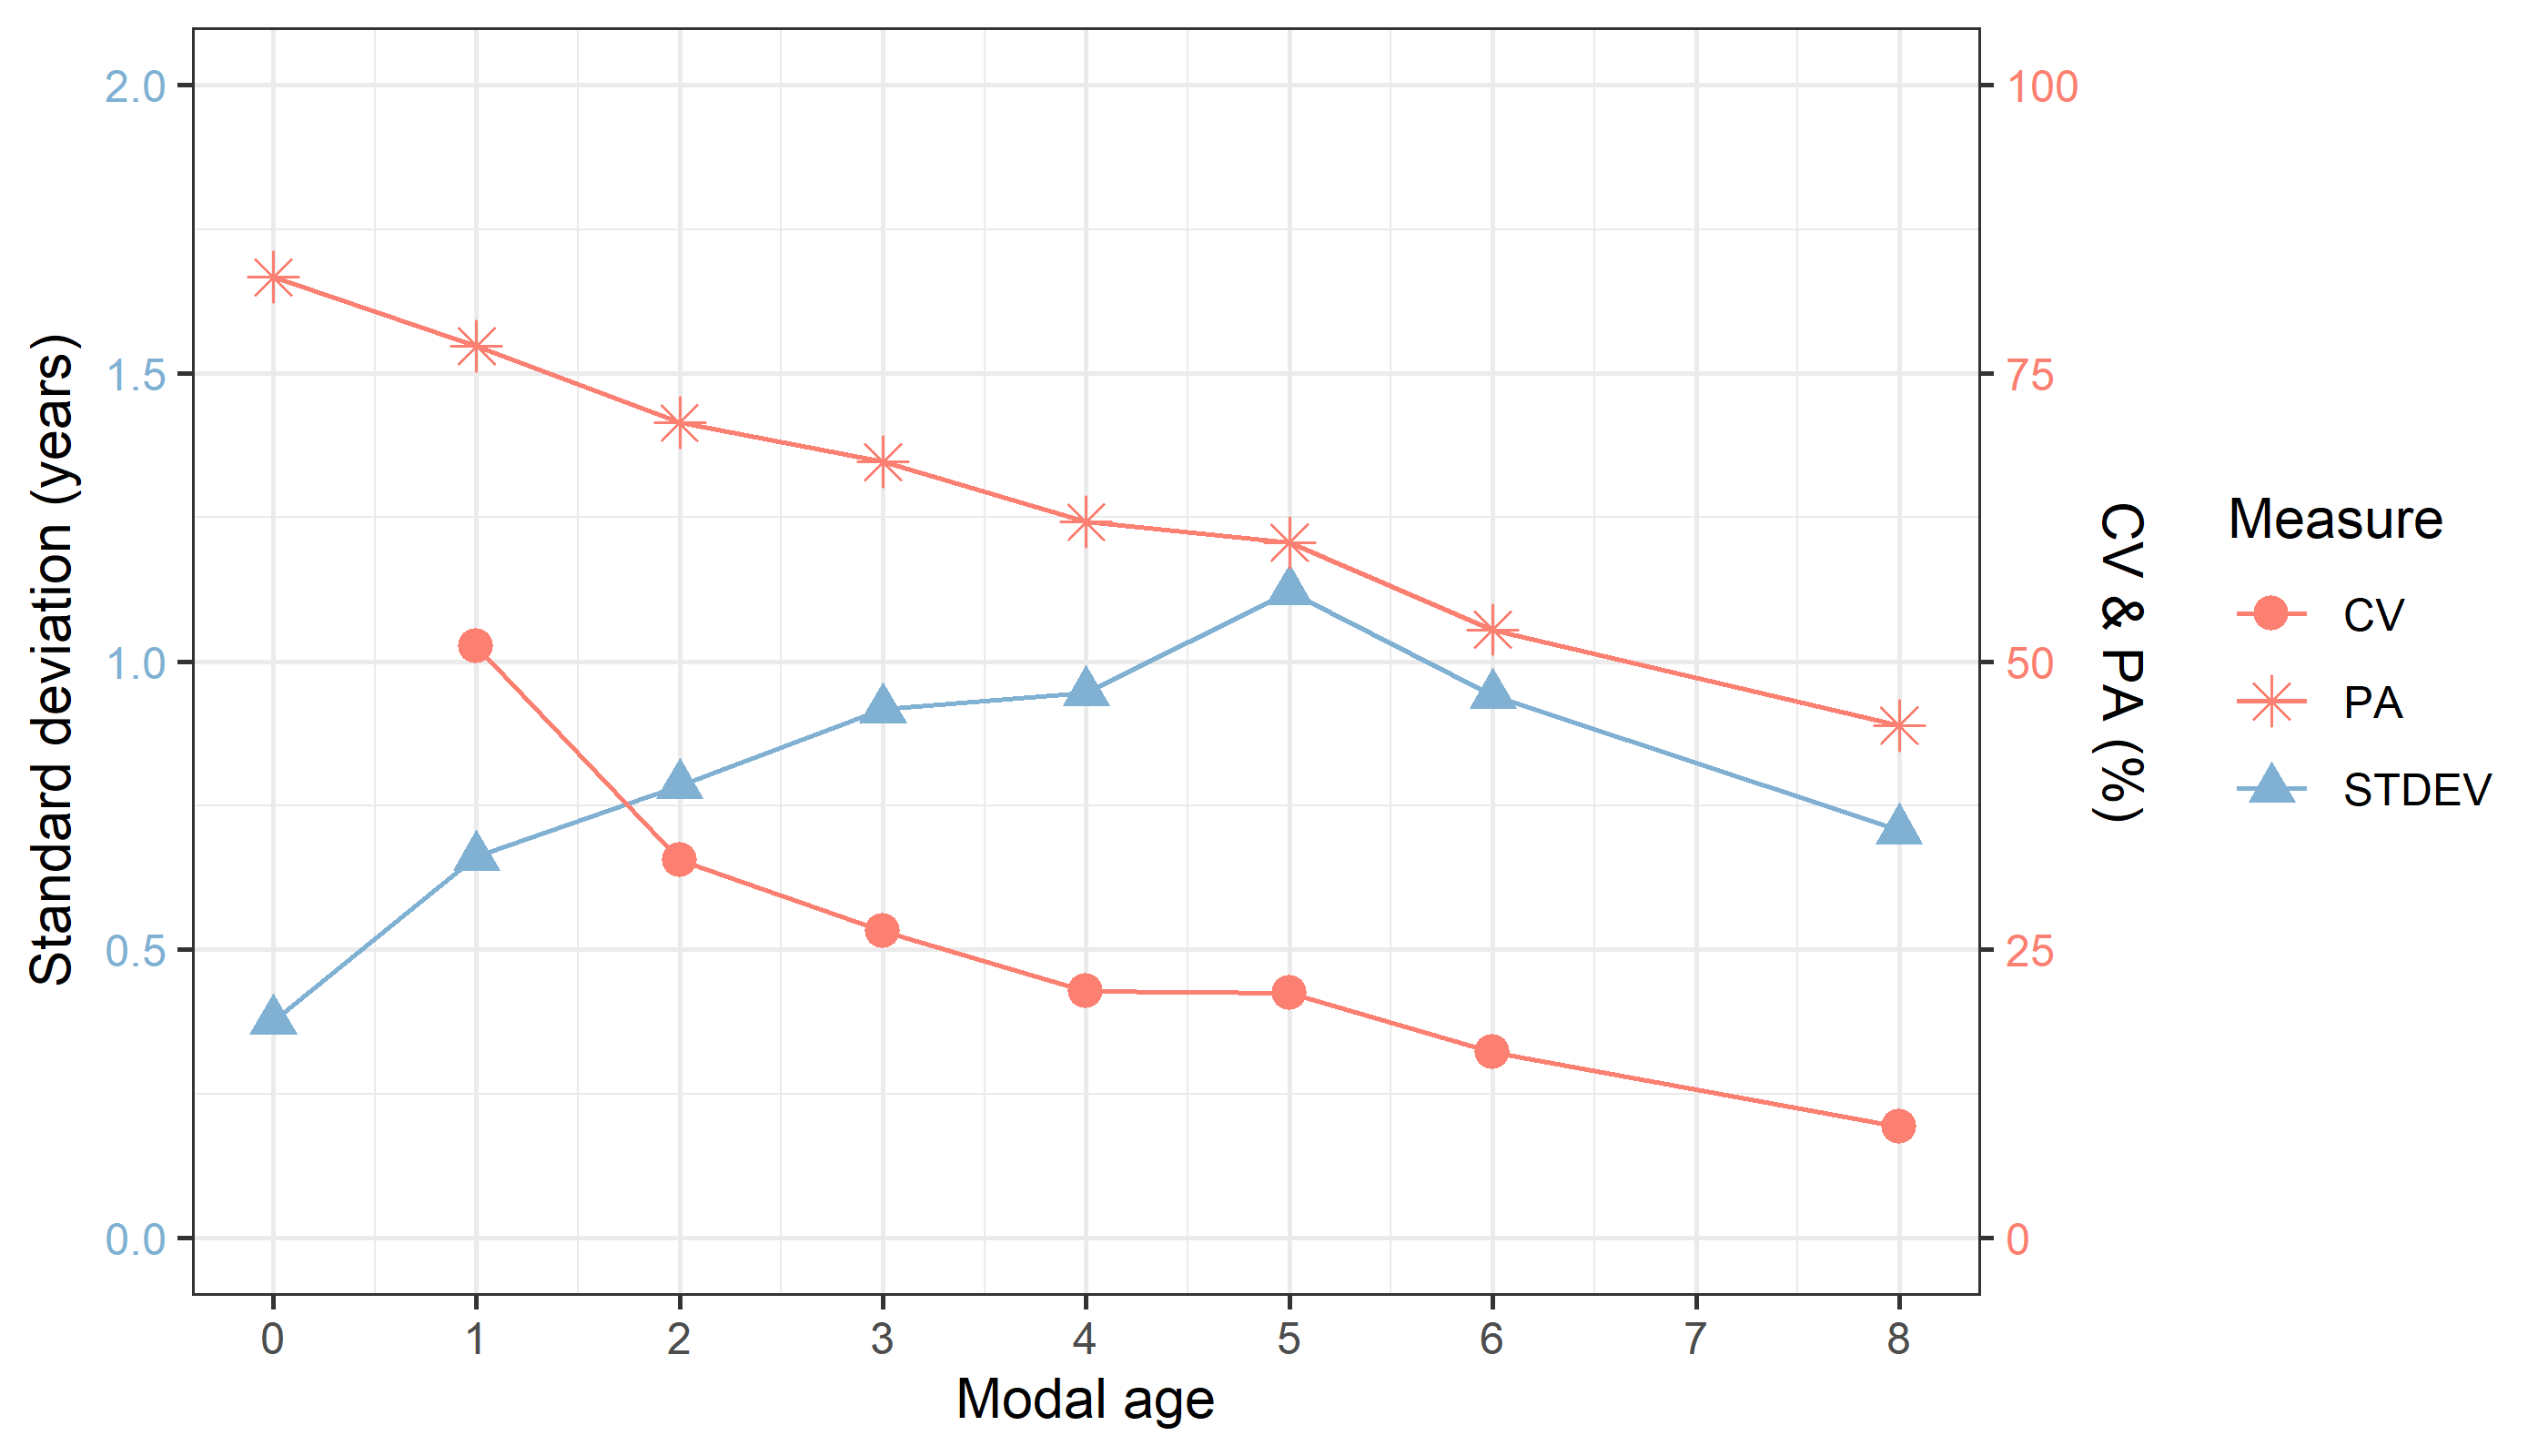 Standard deviation (years)
2.0
1.5
1.0
0.5
0.0
100
75
50
25
0
CV & PA (%)
0 1 2 3 4 5 6 7 8
Modal age
Measure
CV
PA
STDEV